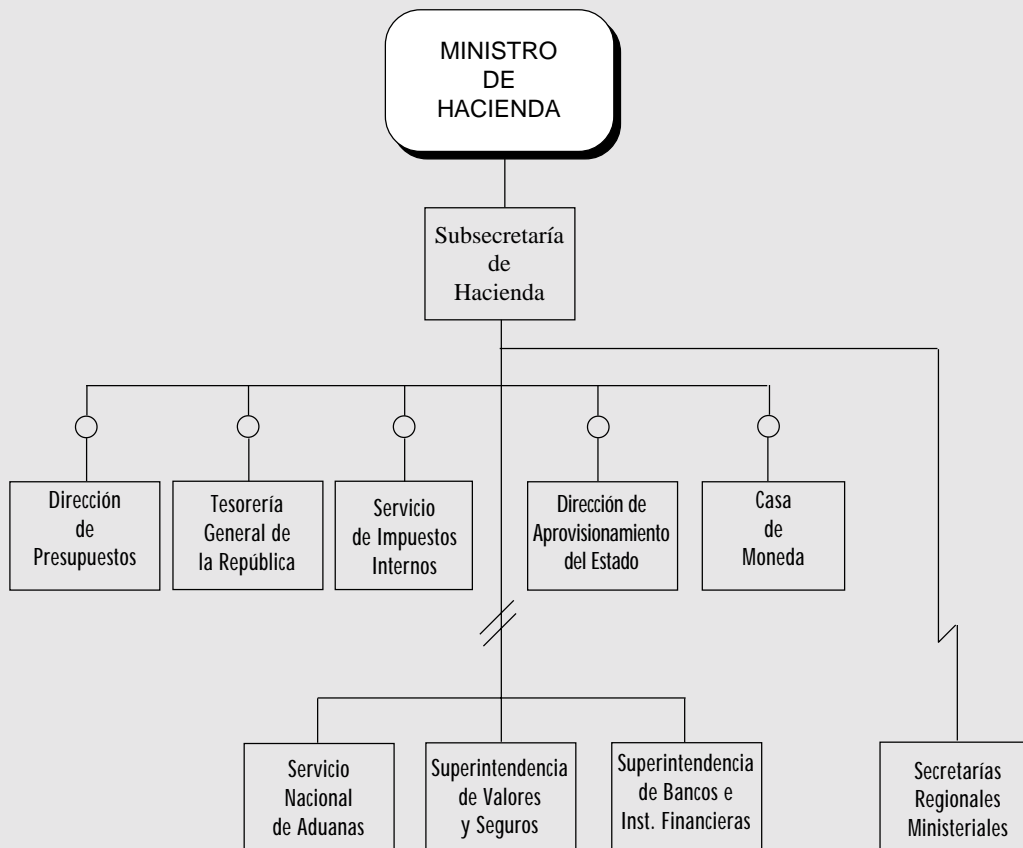 MINISTRO
DE
HACIENDA
Subsecretaría
de
Hacienda
Dirección
de
Presupuestos
Tesorería
General de
la República
Servicio
de Impuestos
Internos
Dirección de
Aprovisionamiento
del Estado
Casa
de
Moneda
Servicio
Nacional
de Aduanas
Superintendencia
de Valores
y Seguros
Superintendencia
de Bancos e
Inst. Financieras
Secretarías
Regionales
Ministeriales